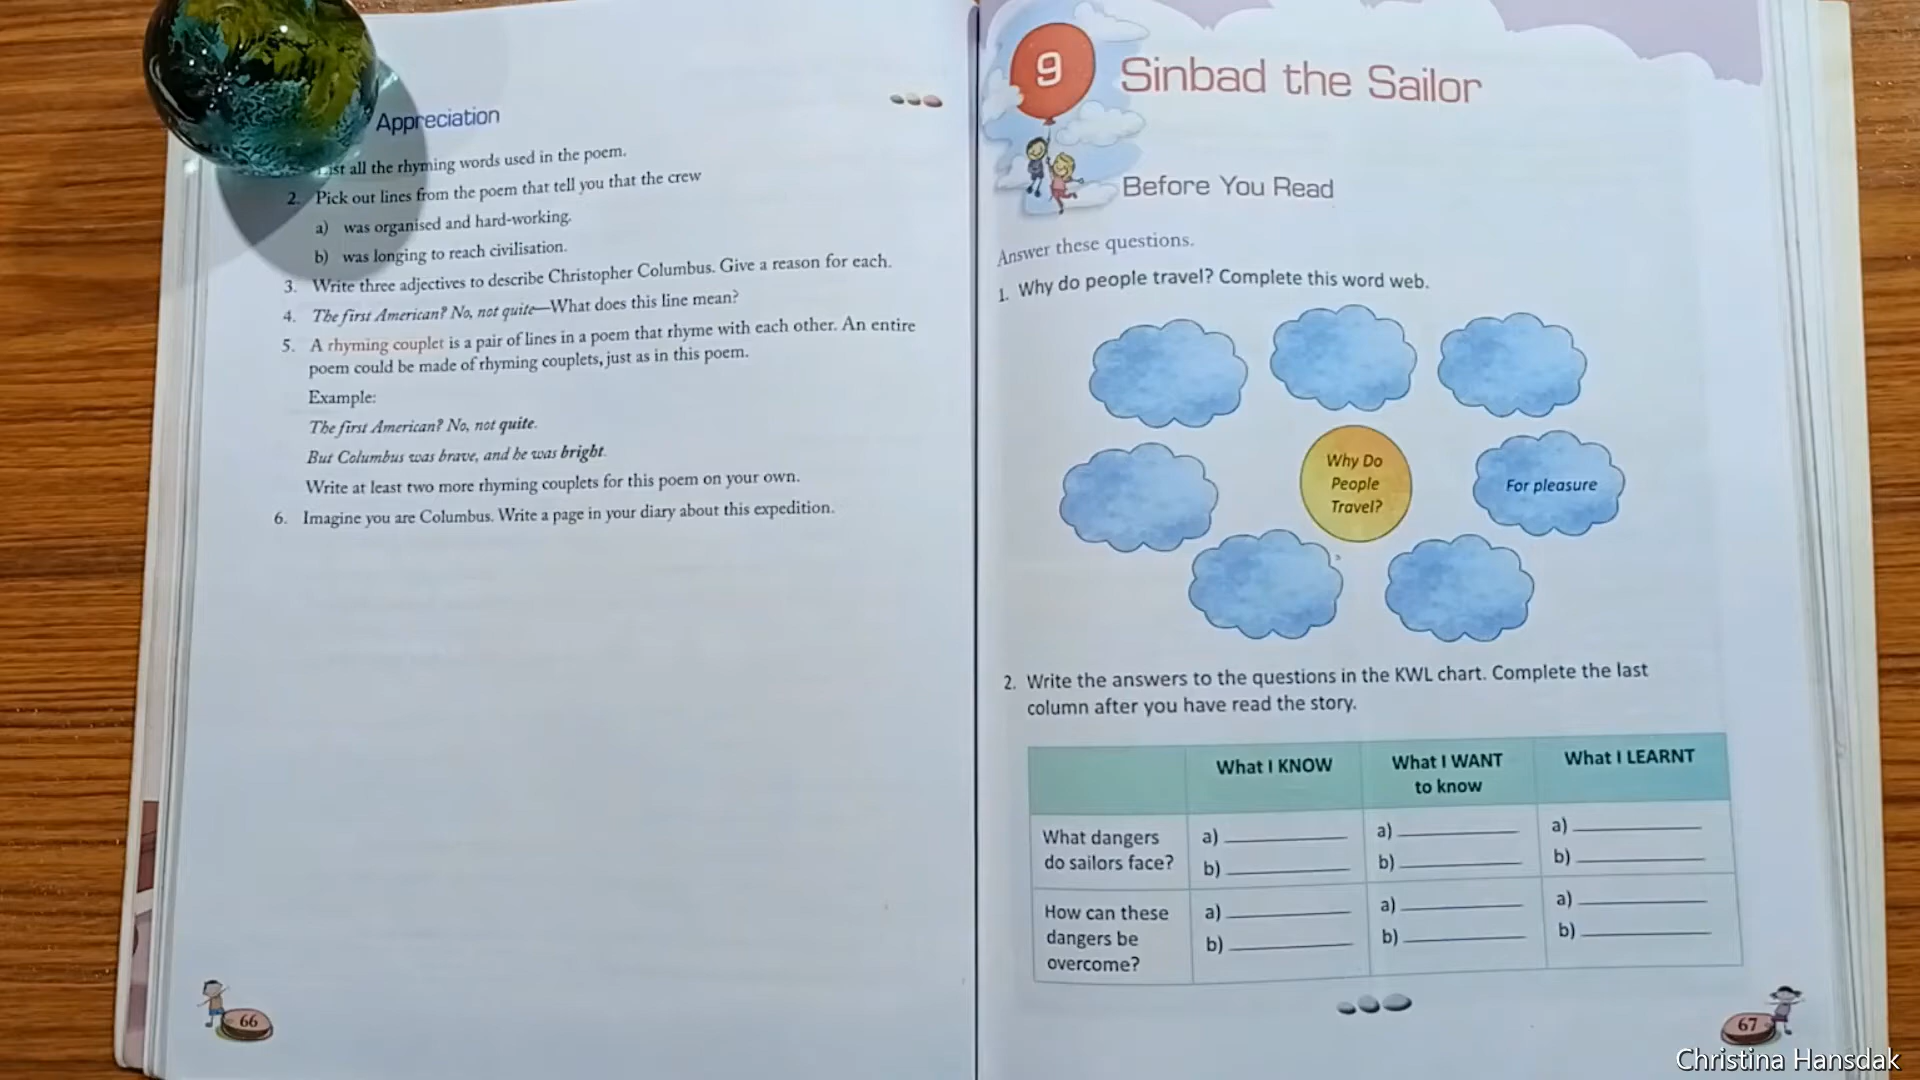 Appreciation
List all the rhyming words used in the poem.
2. Pick out lines from the poem that tell you that the crew
a) was organised and hard-working.
b) was longing to reach civilisation.
3. Write three adjectives to describe Christopher Columbus. Give a reason for each.
4. The first American? No, not quite—What does this line mean?
5. A rhyming couplet is a pair of lines in a poem that rhyme with each other. An entire
poem could be made of rhyming couplets, just as in this poem.
Example:
The first American? No, not quite.
But Columbus was brave, and he was bright.
Write at least two more rhyming couplets for this poem on your own.
6. Imagine you are Columbus. Write a page in your diary about this expedition.
66
9
Sinbad the Sailor
Before You Read
Answer these questions.
1. Why do people travel? Complete this word web.
Why Do
People
Travel?
For pleasure
2. Write the answers to the questions in the KWL chart. Complete the last
column after you have read the story.
What I KNOW
What I WANT
to know
What I LEARNT
What dangers
do sailors face?
a)
b)
a)
b)
a)
b)
How can these
dangers be
overcome?
a)
b)
a)
b)
a)
b)
67
Christina Hansdak